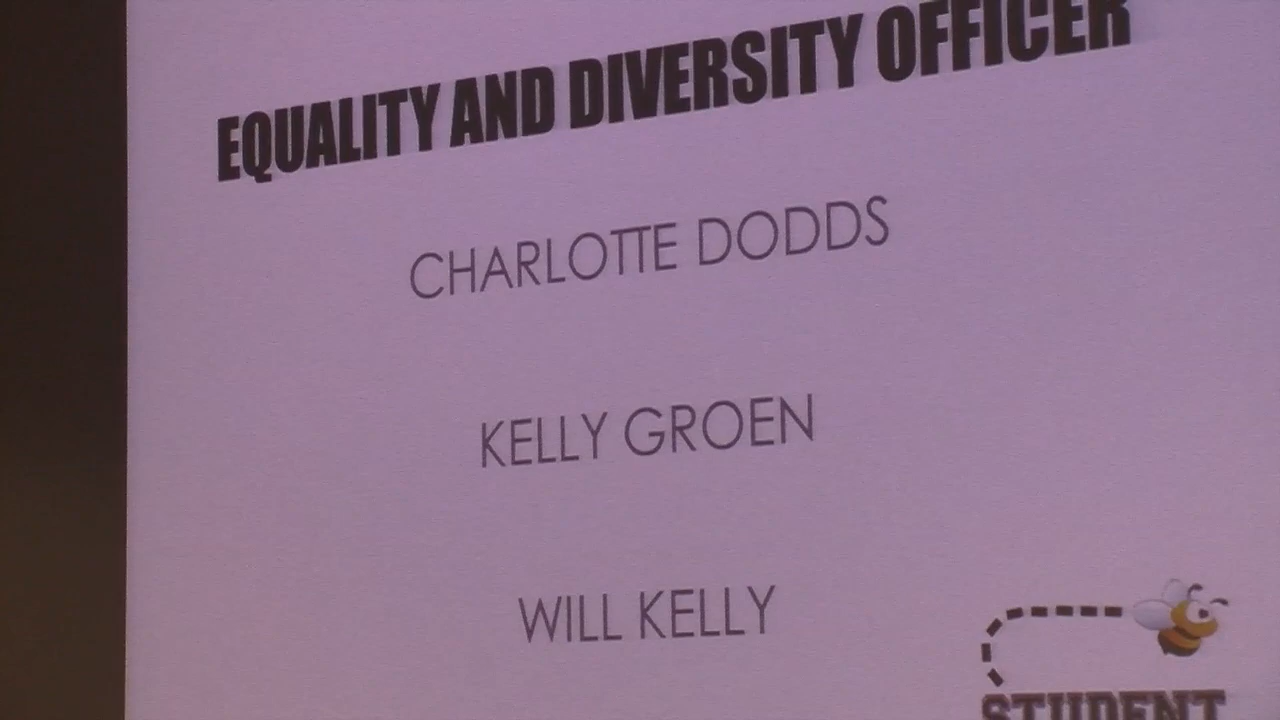 EQUALITY AND DIVERSITY OFFICER
CHARLOTTE DODDS
KELLY GROEN
WILL KELLY
STUDENT